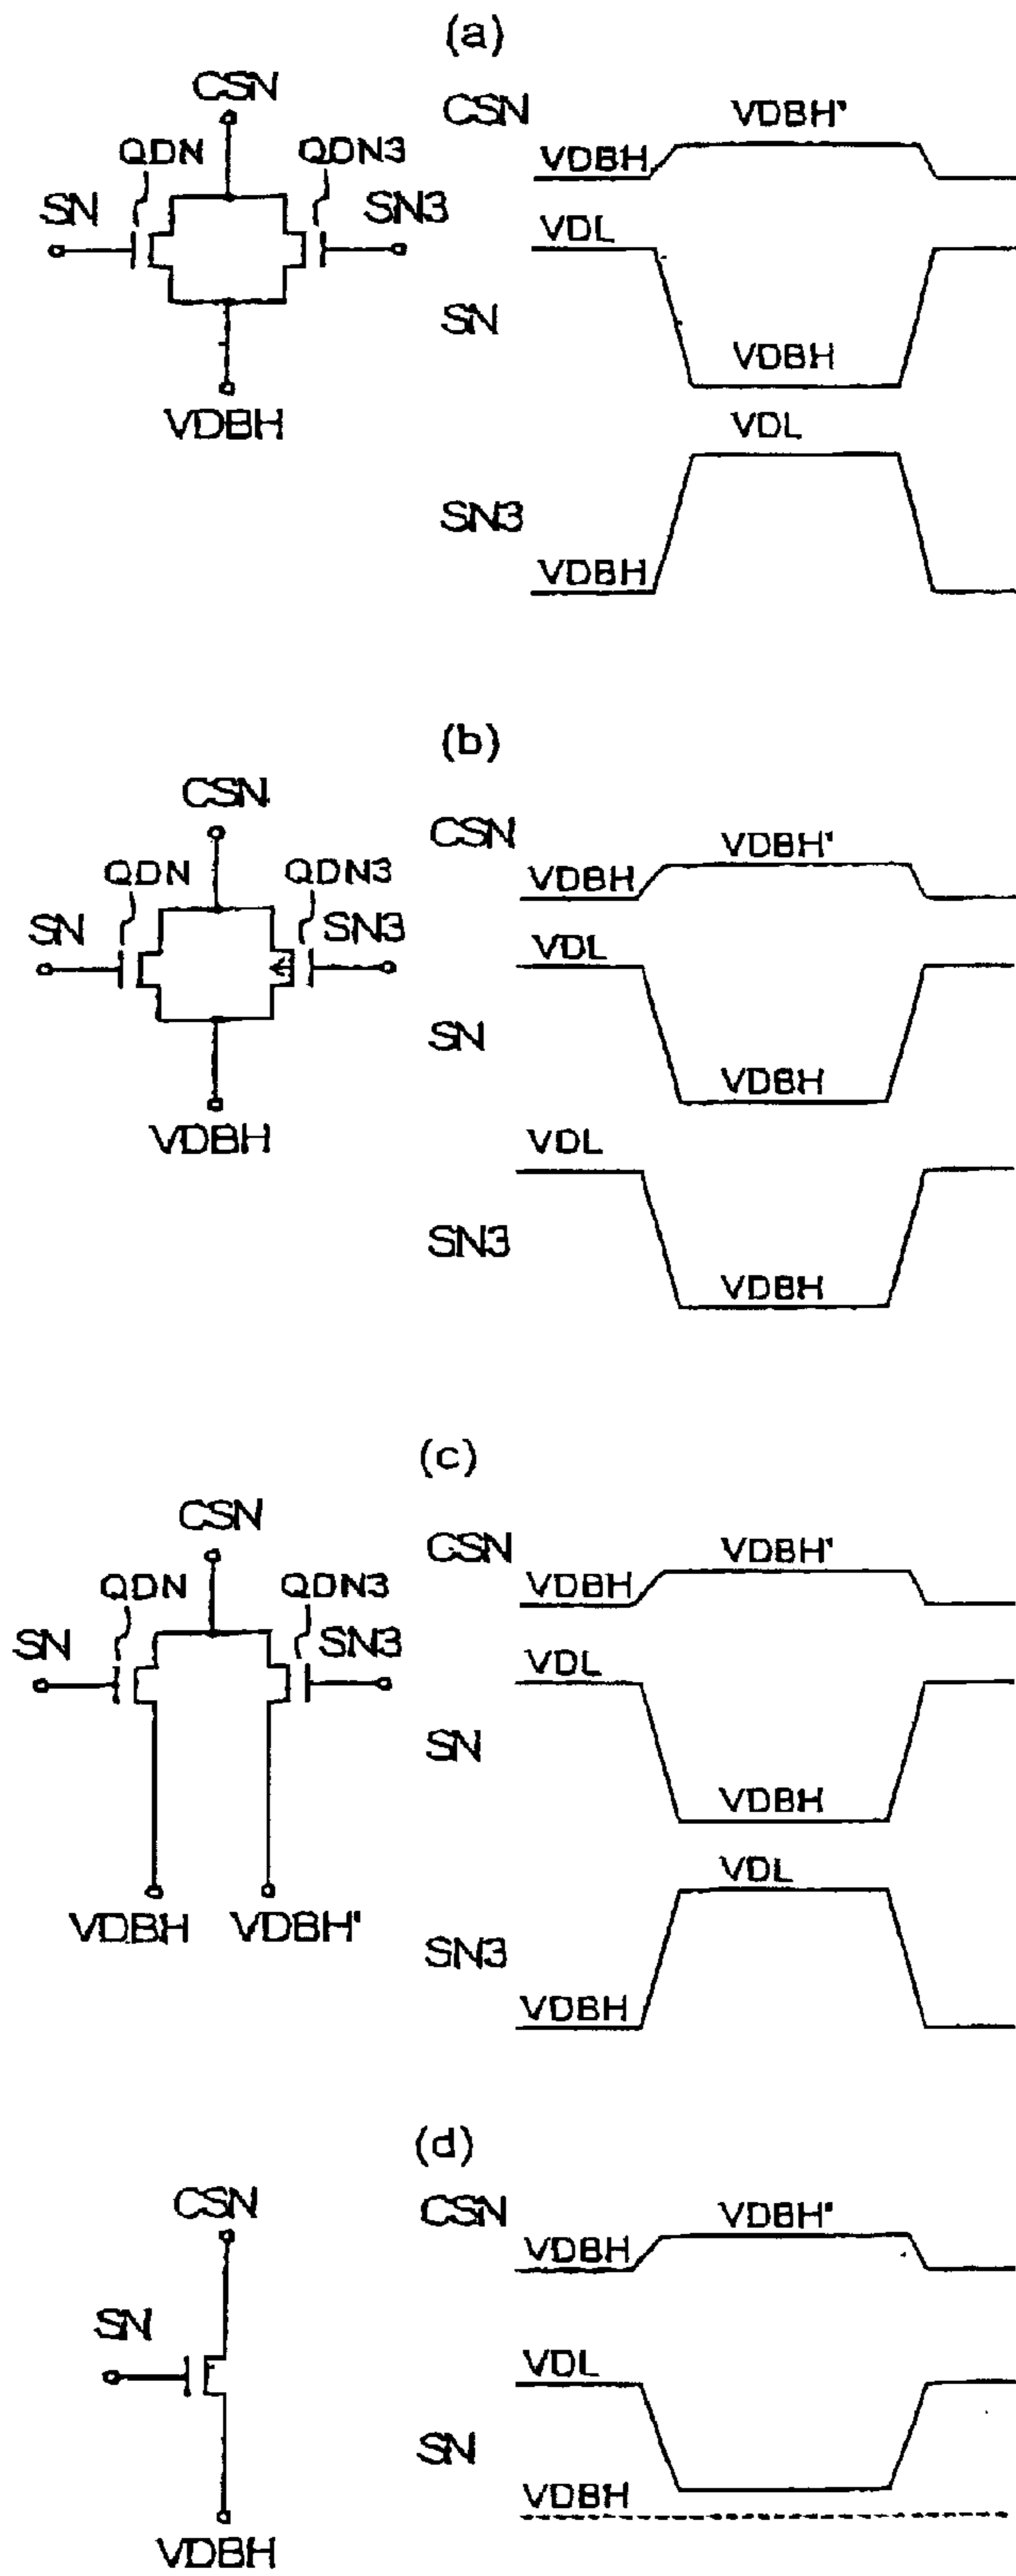 (a)
CSN
QDN QDN3
SN SN3
VDBH
CSN
VDBH VDBH'
VDL
SN
VDBH
VDL
SN3
VDBH
(b)
CSN
QDN QDN3
SN SN3
VDBH
CSN
VDBH VDBH'
VDL
SN
VDBH
VDL
SN3
VDBH
(c)
CSN
QDN QDN3
SN SN3
VDBH VDBH'
CSN
VDBH VDBH'
VDL
SN
VDBH
VDL
SN3
VDBH
(d)
CSN
SN
VDBH
CSN
VDBH VDBH'
VDL
SN
VDBH